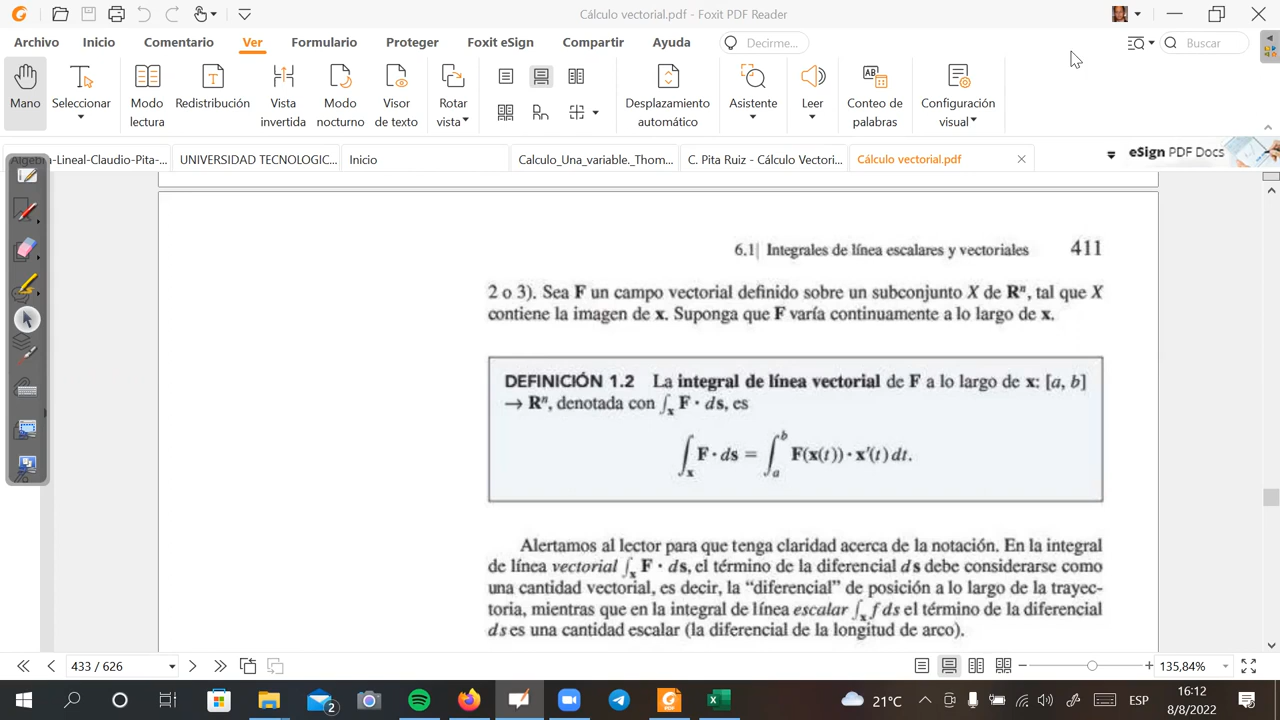 Cálculo vectorial.pdf - Foxit PDF Reader
Archivo Inicio Comentario Ver Formulario Proteger Foxit eSign Compartir Ayuda Decirme... Buscar
Mano Seleccionar Modo lectura Redistribución Vista invertida Modo nocturno Visor de texto Rotar vista Desplazamiento automático Asistente Leer Conteo de palabras Configuración visual
Algebra-Lineal-Claudio-Pita-... UNIVERSIDAD TECNOLOGIC... Inicio Calculo_Una_variable._Thom... C. Pita Ruiz - Cálculo Vectori... Cálculo vectorial.pdf eSign PDF Docs
6.1 | Integrales de línea escalares y vectoriales 411
2 o 3). Sea F un campo vectorial definido sobre un subconjunto X de Rⁿ, tal que X
contiene la imagen de x. Suponga que F varía continuamente a lo largo de x.
DEFINICIÓN 1.2 La integral de línea vectorial de F a lo largo de x: [a, b]
→ Rⁿ, denotada con ∫ₓ F · ds, es
∫ₓ F · ds = ∫ₐᵇ F(x(t)) · x′(t) dt.
Alertamos al lector para que tenga claridad acerca de la notación. En la integral
de línea vectorial ∫ₓ F · ds, el término de la diferencial ds debe considerarse como
una cantidad vectorial, es decir, la “diferencial” de posición a lo largo de la trayec-
toria, mientras que en la integral de línea escalar ∫ₓ f ds el término de la diferencial
ds es una cantidad escalar (la diferencial de la longitud de arco).
433 / 626 135,84%
2 21°C ESP 16:12
8/8/2022